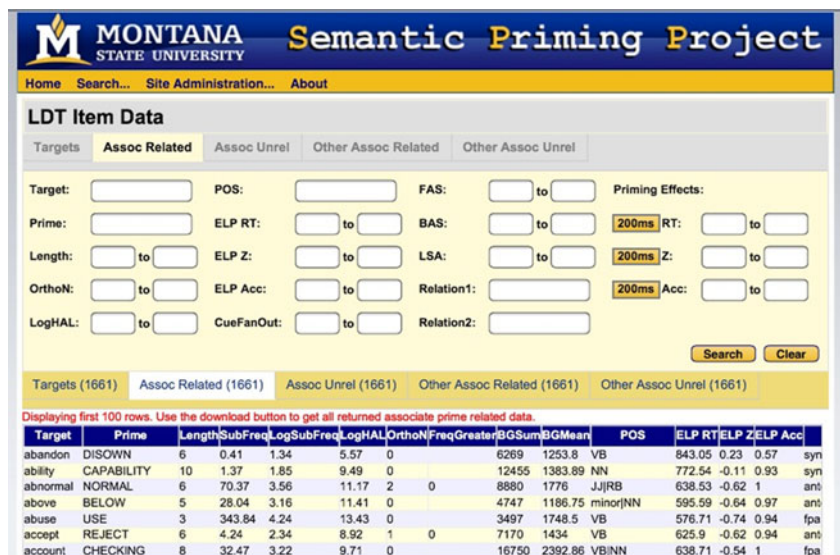 MONTANA
STATE UNIVERSITY
Semantic Priming Project
Home Search... Site Administration... About
LDT Item Data
Targets Assoc Related Assoc Unrel Other Assoc Related Other Assoc Unrel
Target: POS: FAS: to Priming Effects:
Prime: ELP RT: to BAS: to 200ms RT: to
Length: to ELP Z: to LSA: to 200ms Z: to
OrthoN: to ELP Acc: to Relation1: 200ms Acc: to
LogHAL: to CueFanOut: to Relation2:
Search Clear
Targets (1661) Assoc Related (1661) Assoc Unrel (1661) Other Assoc Related (1661) Other Assoc Unrel (1661)
Displaying first 100 rows. Use the download button to get all returned associate prime related data.
Target Prime Length SubFreq LogSubFreq LogHAL OrthoN FreqGreater BGSum BGMean POS ELP RT ELP Z ELP Acc
abandon DISOWN 6 0.41 1.34 5.57 0 6269 1253.8 VB 843.05 0.23 0.57 syn
ability CAPABILITY 10 1.37 1.85 9.49 0 12455 1383.89 NN 772.54 -0.11 0.93 syn
abnormal NORMAL 6 70.37 3.56 11.17 2 0 8880 1776 JJ|RB 638.53 -0.62 1 ant
above BELOW 5 28.04 3.16 11.41 0 4747 1186.75 minor|NN 595.59 -0.64 0.97 ant
abuse USE 3 343.84 4.24 13.43 0 3497 1748.5 VB 576.71 -0.74 0.94 fpa
accept REJECT 6 4.24 2.34 8.92 1 0 7170 1434 VB 625.9 -0.62 0.94 ant
account CHECKING 8 32.47 3.22 9.71 0 16750 2392.86 VB|NN 638.71 -0.5 0.98 fpa